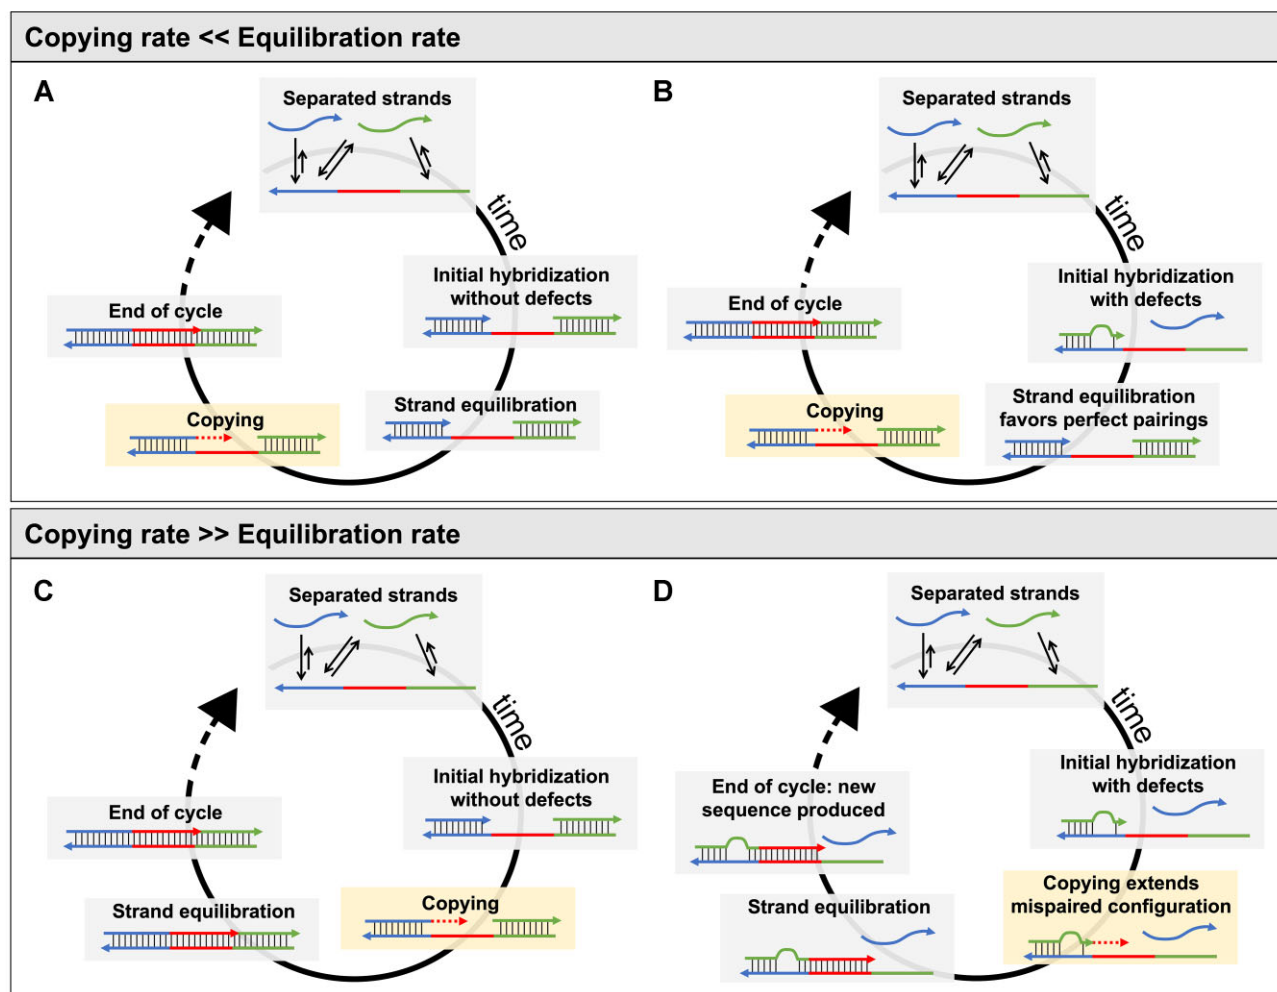 Copying rate << Equilibration rate
A
Separated strands
time
Initial hybridization
without defects
Strand equilibration
Copying
End of cycle
B
Separated strands
time
Initial hybridization
with defects
Strand equilibration
favors perfect pairings
Copying
End of cycle
Copying rate >> Equilibration rate
C
Separated strands
time
Initial hybridization
without defects
Copying
Strand equilibration
End of cycle
D
Separated strands
time
Initial hybridization
with defects
Copying extends
mispaired configuration
Strand equilibration
End of cycle: new
sequence produced